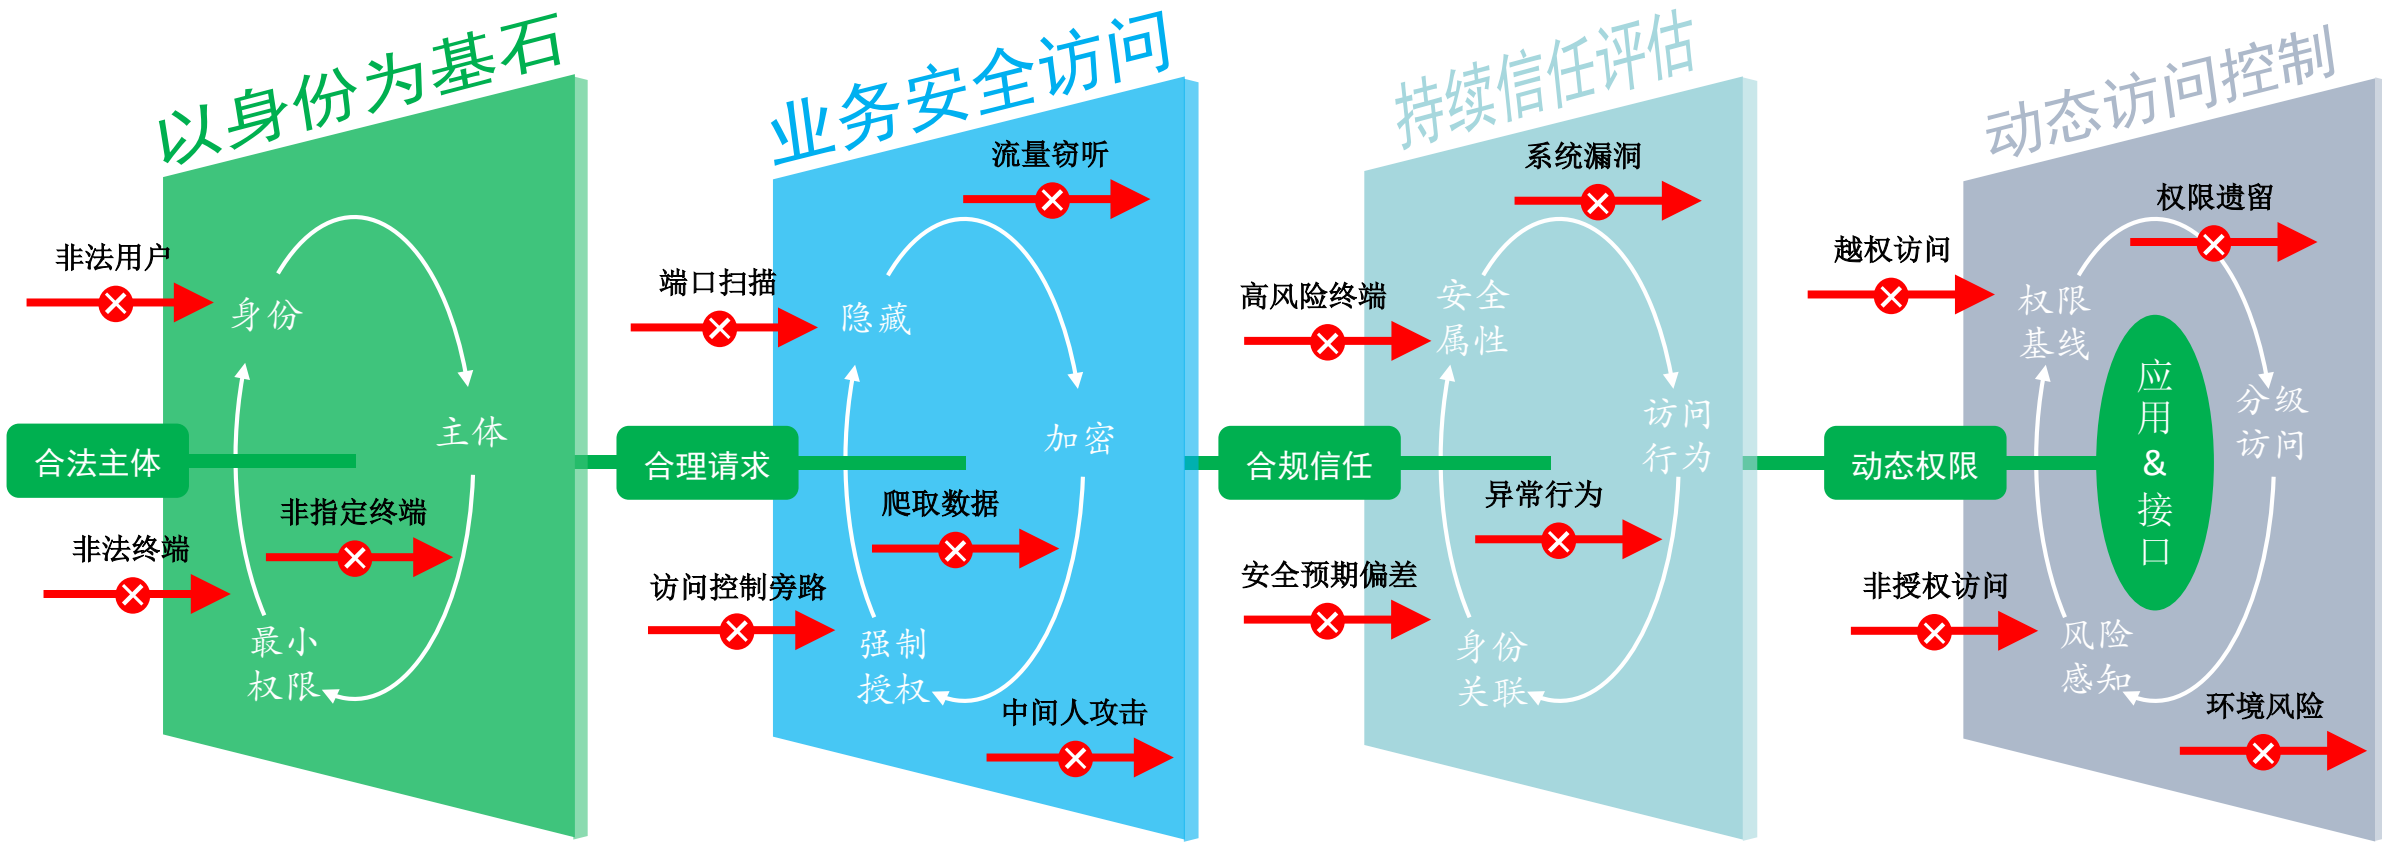 以身份为基石
非法用户
身份
主体
合法主体
非指定终端
非法终端
最小
权限
业务安全访问
流量窃听
端口扫描
隐藏
加密
合理请求
爬取数据
访问控制旁路
强制
授权
中间人攻击
持续信任评估
系统漏洞
高风险终端
安全
属性
访问
行为
合规信任
异常行为
安全预期偏差
身份
关联
动态访问控制
权限遗留
越权访问
权限
基线
应
用
&
接
口
分级
访问
动态权限
非授权访问
风险
感知
环境风险